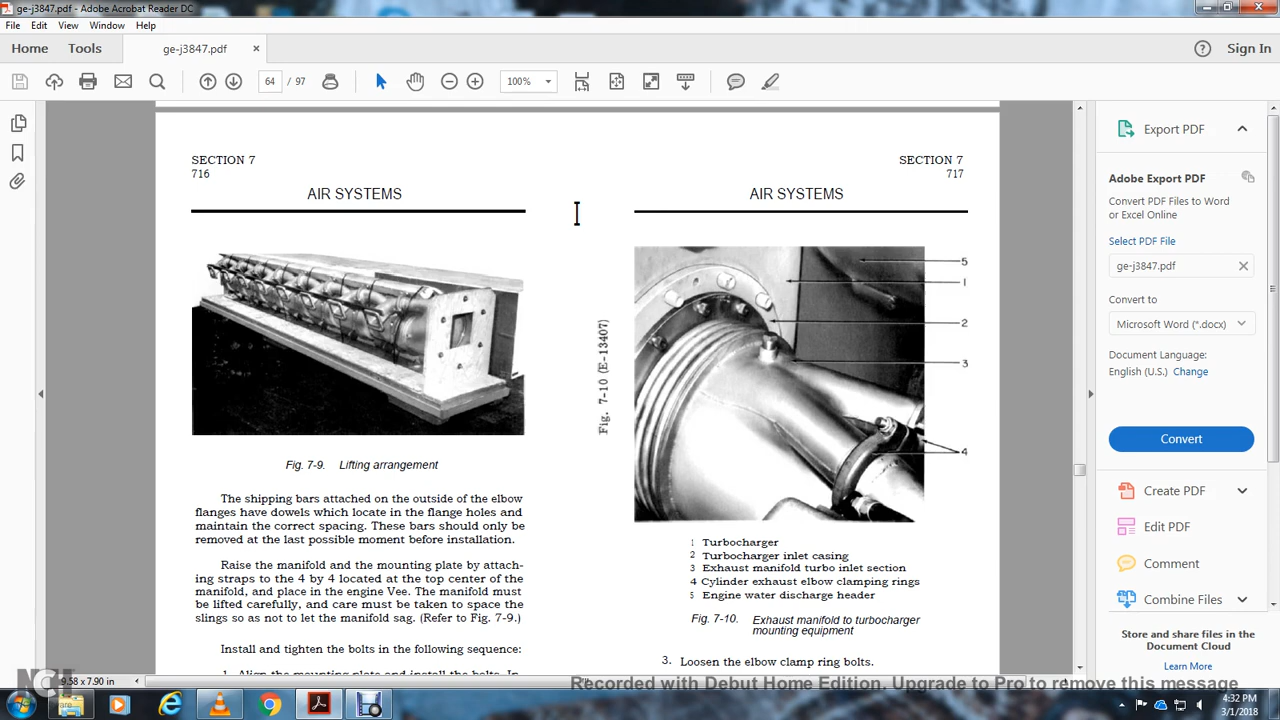 ge-j3847.pdf - Adobe Acrobat Reader DC
File Edit View Window Help
Home Tools ge-j3847.pdf × Sign In
64 / 97 100%
SECTION 7
716
AIR SYSTEMS
Fig. 7-9. Lifting arrangement
The shipping bars attached on the outside of the elbow
flanges have dowels which locate in the flange holes and
maintain the correct spacing. These bars should only be
removed at the last possible moment before installation.
Raise the manifold and the mounting plate by attach-
ing straps to the 4 by 4 located at the top center of the
manifold, and place in the engine Vee. The manifold must
be lifted carefully, and care must be taken to space the
slings so as not to let the manifold sag. (Refer to Fig. 7-9.)
Install and tighten the bolts in the following sequence:
1. Align the mounting plate and install the bolts. In
SECTION 7
717
AIR SYSTEMS
Fig. 7-10 (E-13407)
5
1
2
3
4
1 Turbocharger
2 Turbocharger inlet casing
3 Exhaust manifold turbo inlet section
4 Cylinder exhaust elbow clamping rings
5 Engine water discharge header
Fig. 7-10. Exhaust manifold to turbocharger
mounting equipment
3. Loosen the elbow clamp ring bolts.
Export PDF
Adobe Export PDF
Convert PDF Files to Word
or Excel Online
Select PDF File
ge-j3847.pdf
Convert to
Microsoft Word (*.docx)
Document Language:
English (U.S.) Change
Convert
Create PDF
Edit PDF
Comment
Combine Files
Store and share files in the
Document Cloud
Learn More
9.58 x 7.90 in
Recorded with Debut Home Edition. Upgrade to Pro to remove this message
4:32 PM
3/1/2018